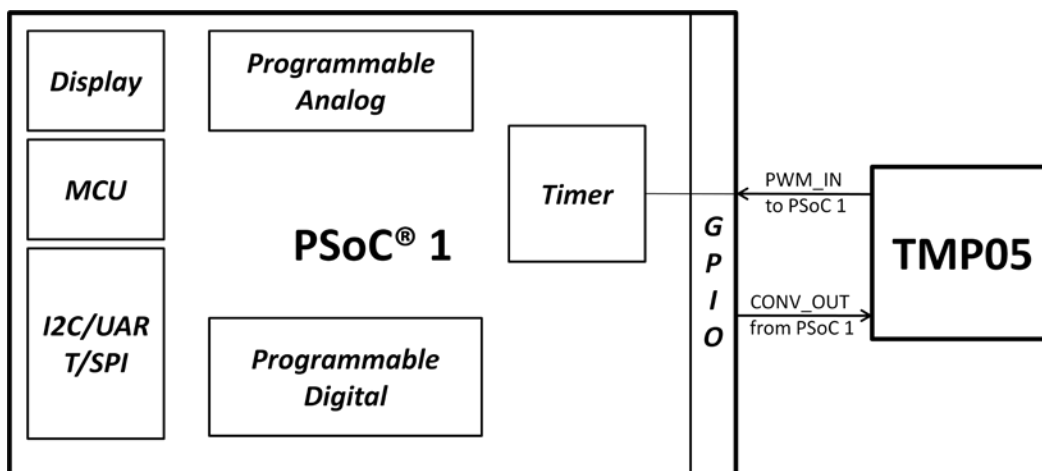 Display
Programmable
Analog
MCU
Timer
PSoC® 1
I2C/UAR
T/SPI
Programmable
Digital
G
P
I
O
PWM_IN
to PSoC 1
CONV_OUT
from PSoC 1
TMP05